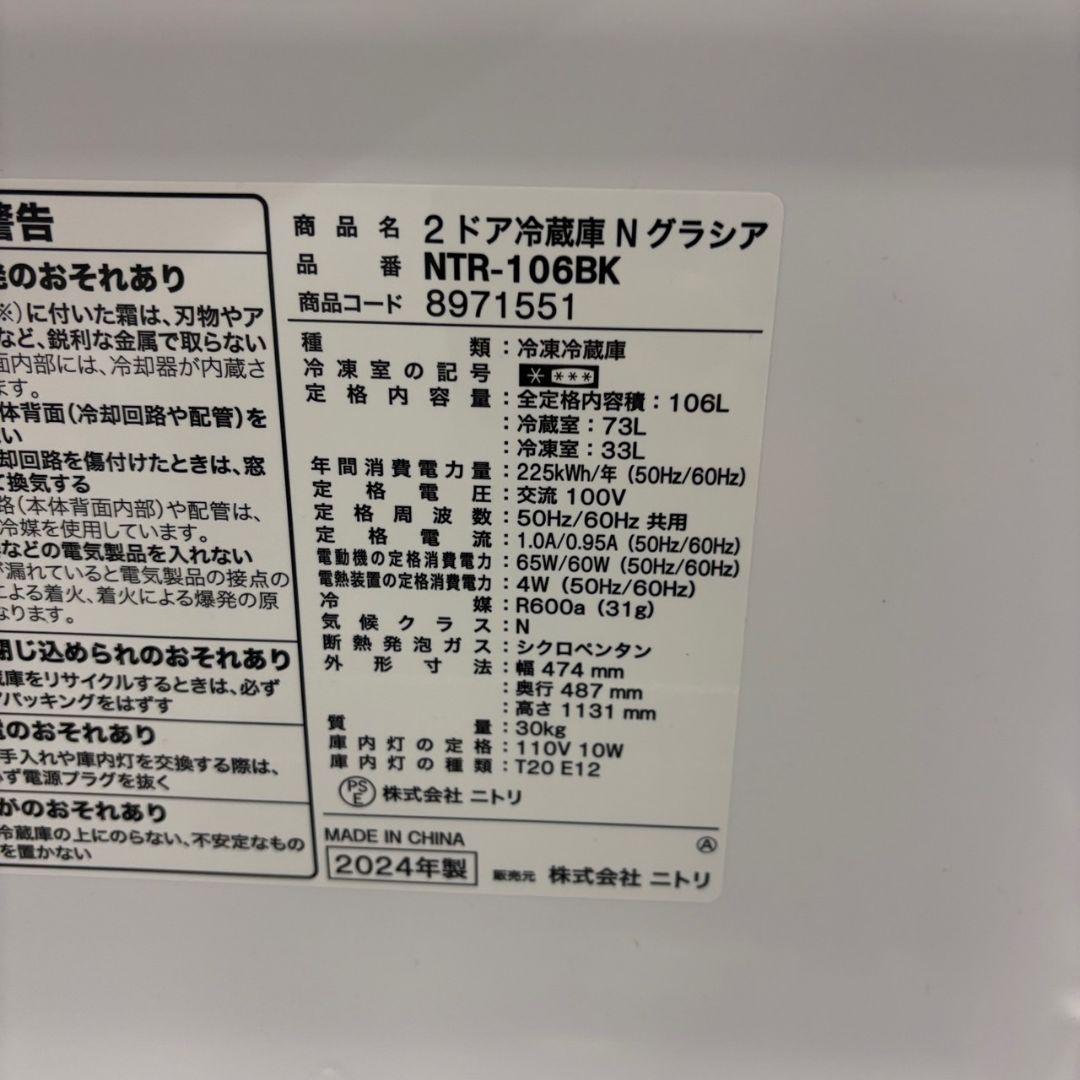 警告
発のおそれあり
※)に付いた霜は、刃物やア
など、鋭利な金属で取らない
面内部には、冷却器が内蔵さ
ます。
体背面(冷却回路や配管)を
い
却回路を傷付けたときは、窓
て換気する
路(本体背面内部)や配管は、
冷媒を使用しています。
などの電気製品を入れない
が漏れていると電気製品の接点の
による着火、着火による爆発の原
なります。
閉じ込められのおそれあり
蔵庫をリサイクルするときは、必ず
パッキングをはずす
電のおそれあり
手入れや庫内灯を交換する際は、
ず電源プラグを抜く
がのおそれあり
冷蔵庫の上にのらない、不安定なもの
を置かない
商品名 2ドア冷蔵庫 N グラシア
品番 NTR-106BK
商品コード 8971551
種類:冷凍冷蔵庫
冷凍室の記号 * ***
定格内容量:全定格内容積:106L
:冷蔵室:73L
:冷凍室:33L
年間消費電力量:225kWh/年 (50Hz/60Hz)
定格電圧:交流 100V
定格周波数:50Hz/60Hz 共用
定格電流:1.0A/0.95A (50Hz/60Hz)
電動機の定格消費電力:65W/60W (50Hz/60Hz)
電熱装置の定格消費電力:4W (50Hz/60Hz)
冷媒:R600a (31g)
気候クラス:N
断熱発泡ガス:シクロペンタン
外形寸法:幅 474 mm
:奥行 487 mm
:高さ 1131 mm
質量:30kg
庫内灯の定格:110V 10W
庫内灯の種類:T20 E12
PSE 株式会社 ニトリ
MADE IN CHINA A
2024年製 販売元 株式会社 ニトリ